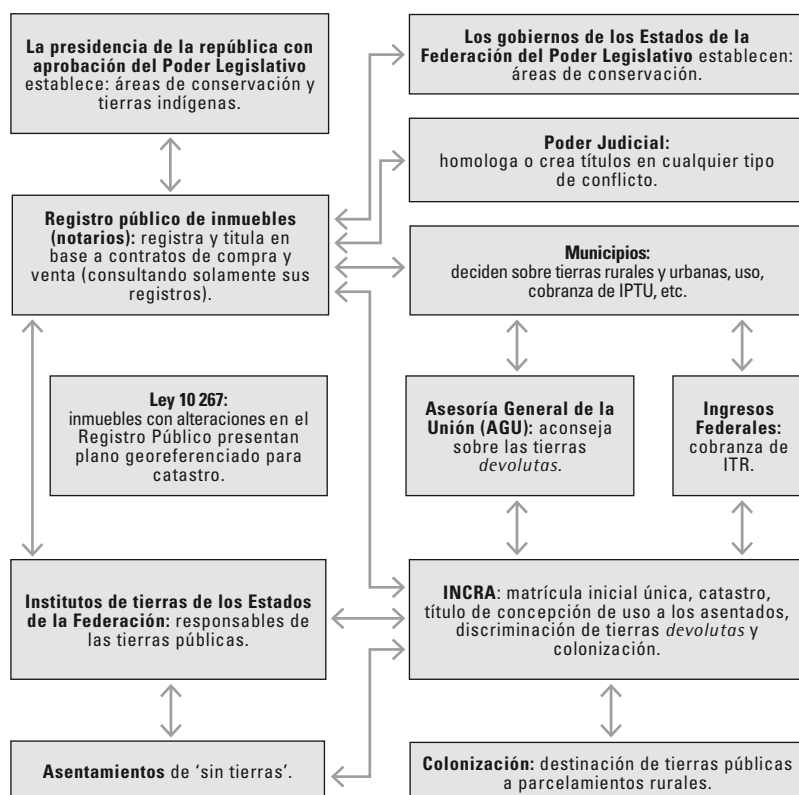 La presidencia de la república con
aprobación del Poder Legislativo
establece: áreas de conservación y
tierras indígenas.
Los gobiernos de los Estados de la
Federación del Poder Legislativo establecen:
áreas de conservación.
Poder Judicial:
homologa o crea títulos en cualquier tipo
de conflicto.
Registro público de inmuebles
(notarios): registra y titula en
base a contratos de compra y
venta (consultando solamente sus
registros).
Municipios:
deciden sobre tierras rurales y urbanas, uso,
cobranza de IPTU, etc.
Ley 10 267:
inmuebles con alteraciones en el
Registro Público presentan
plano georeferenciado para
catastro.
Asesoría General de la
Unión (AGU): aconseja
sobre las tierras
devolutas.
Ingresos
Federales:
cobranza de
ITR.
Institutos de tierras de los Estados
de la Federación: responsables de
las tierras públicas.
INCRA: matrícula inicial única, catastro,
título de concepción de uso a los asentados,
discriminación de tierras devolutas y
colonización.
Asentamientos de ‘sin tierras’.
Colonización: destinación de tierras públicas
a parcelamientos rurales.